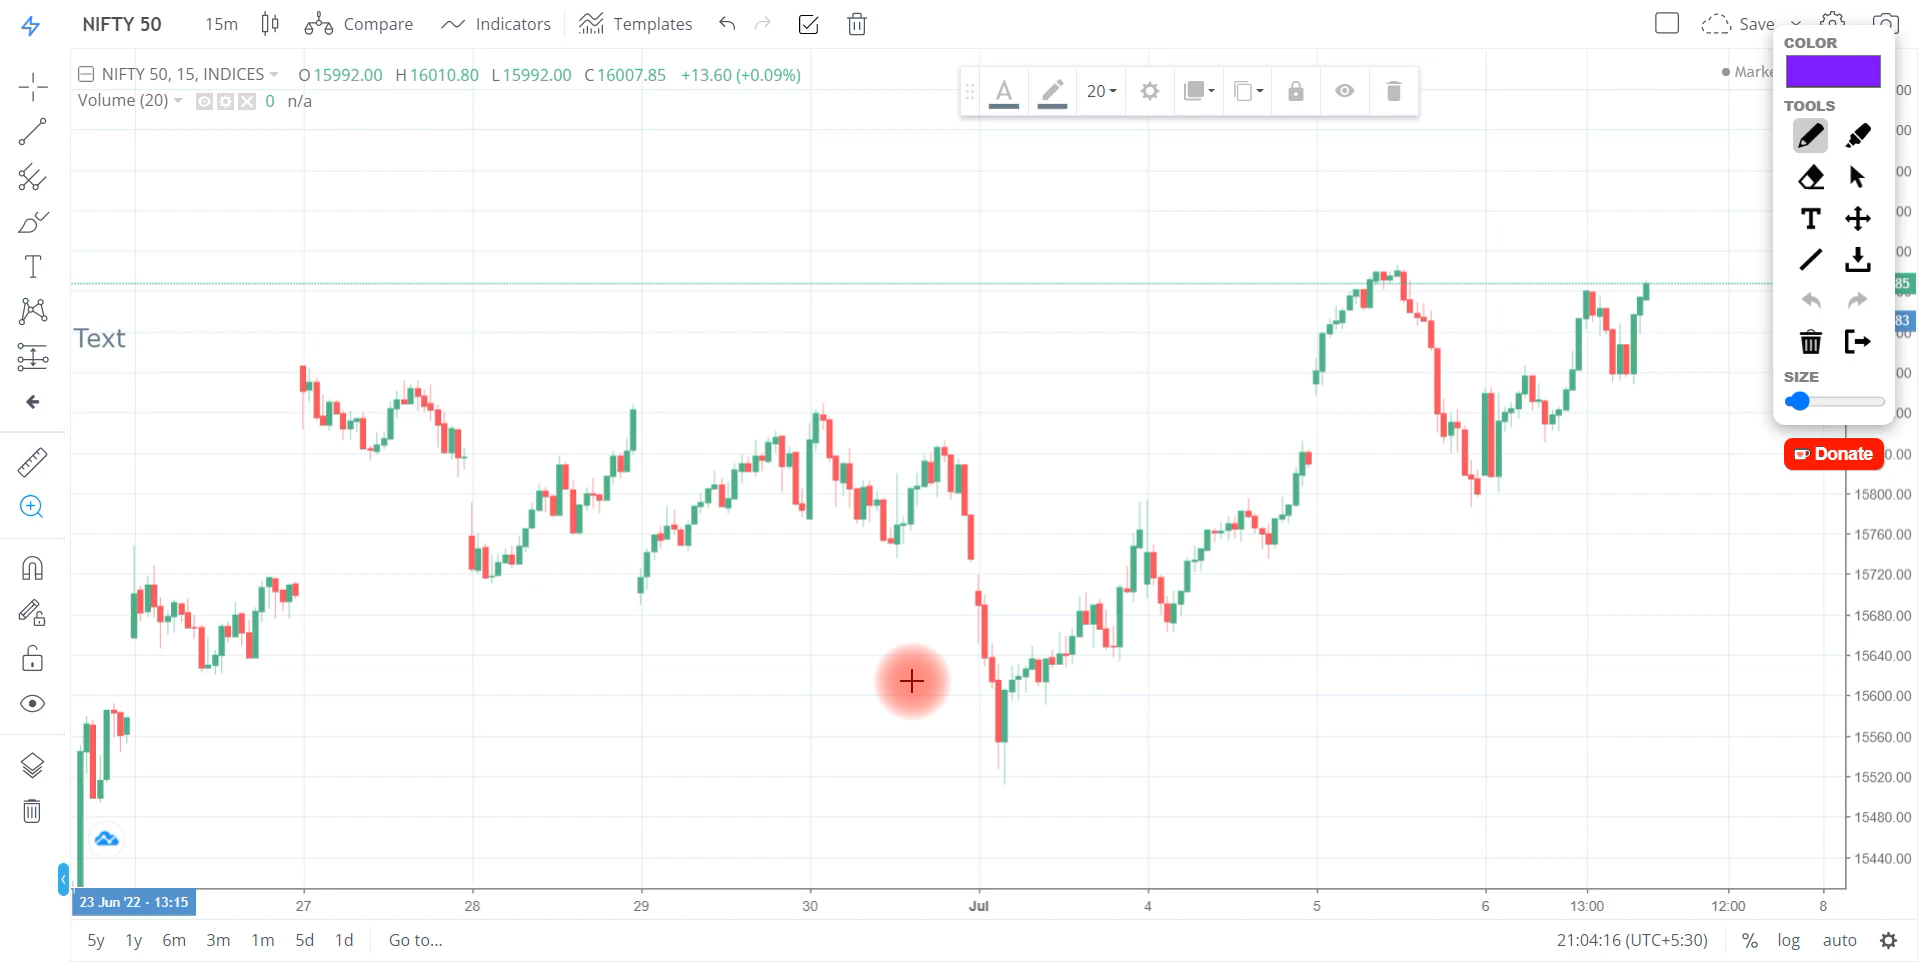 NIFTY 50 15m Compare Indicators Templates Save
COLOR
NIFTY 50, 15, INDICES O15992.00 H16010.80 L15992.00 C16007.85 +13.60 (+0.09%)
Volume (20) 0 n/a
20
TOOLS
Text
SIZE
Donate
15800.00
15760.00
15720.00
15680.00
15640.00
15600.00
15560.00
15520.00
15480.00
15440.00
23 Jun '22 - 13:15 27 28 29 30 Jul 4 5 6 13:00 12:00 8
5y 1y 6m 3m 1m 5d 1d Go to... 21:04:16 (UTC+5:30) % log auto